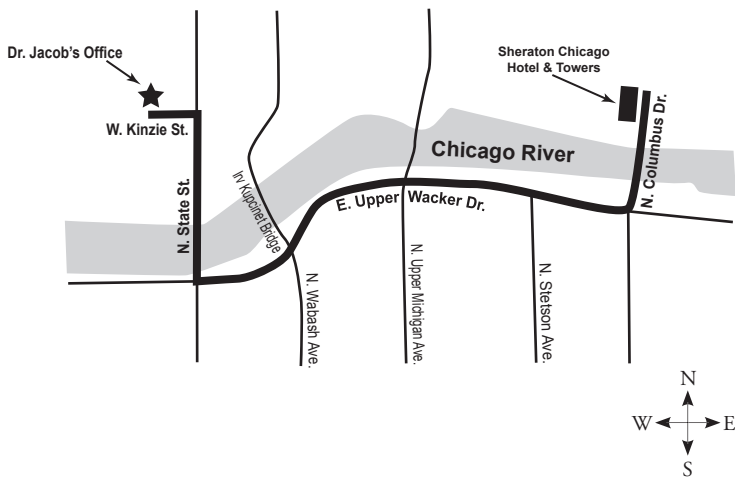 Dr. Jacob's Office
Sheraton Chicago
Hotel & Towers
W. Kinzie St.
N. State St.
Irv Kupcinet Bridge
Chicago River
E. Upper Wacker Dr.
N. Columbus Dr.
N. Wabash Ave.
N. Upper Michigan Ave.
N. Stetson Ave.
N
W E
S